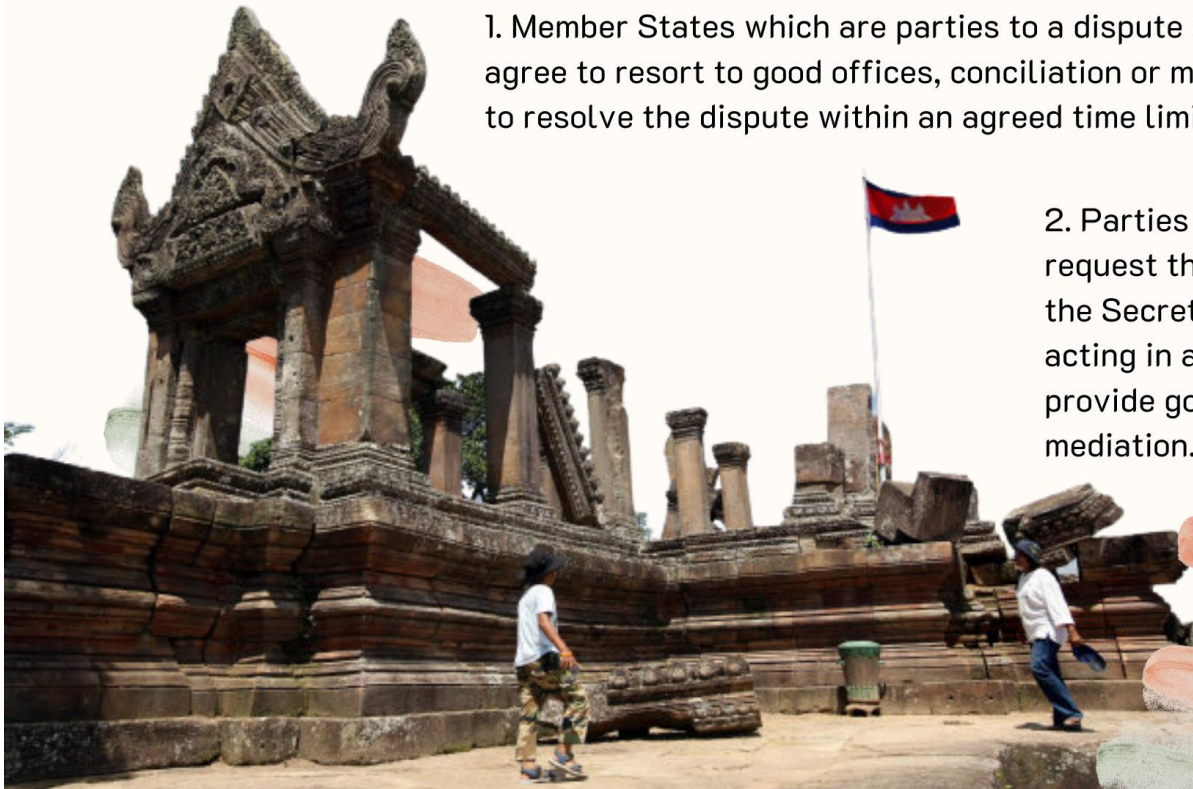 1. Member States which are parties to a dispute
agree to resort to good offices, conciliation or
to resolve the dispute within an agreed time
2. Parties
request
the
acting in
provide
mediation.